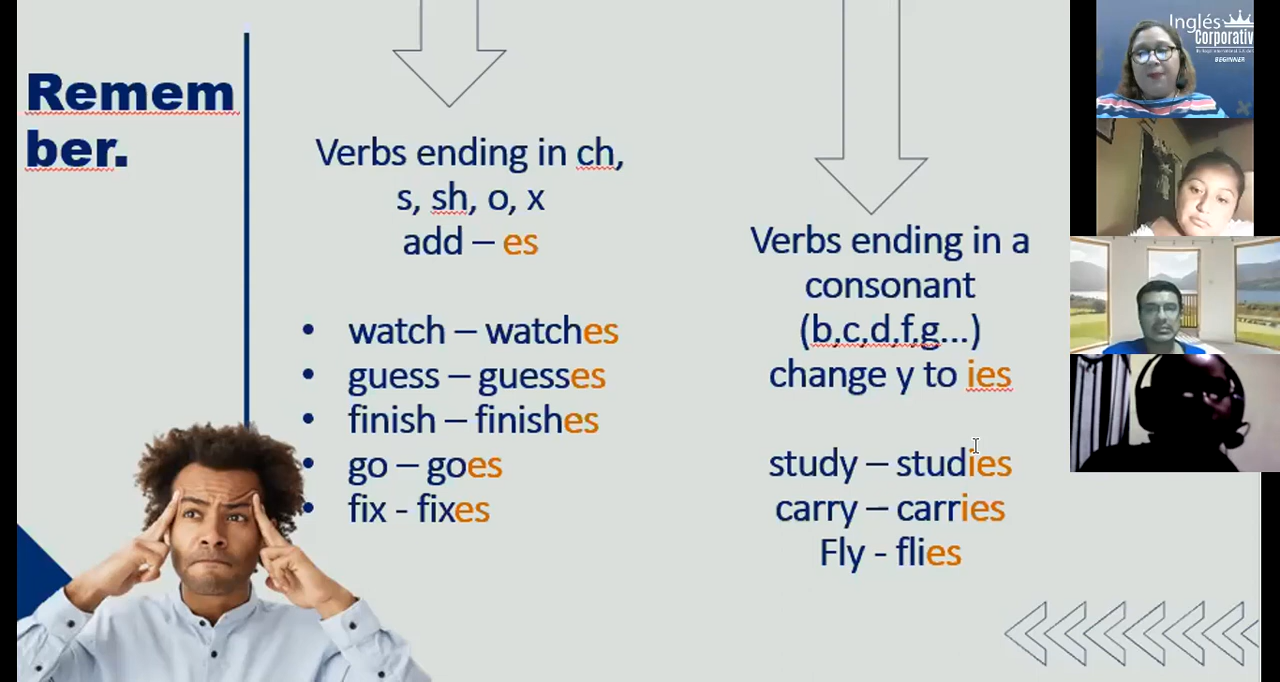 Remem
ber.
Verbs ending in ch,
s, sh, o, x
add – es
• watch – watches
• guess – guesses
• finish – finishes
• go – goes
• fix - fixes
Verbs ending in a
consonant
(b,c,d,f,g...)
change y to ies
study – studies
carry – carries
Fly - flies
Inglés
Corporativ
BEGINNER